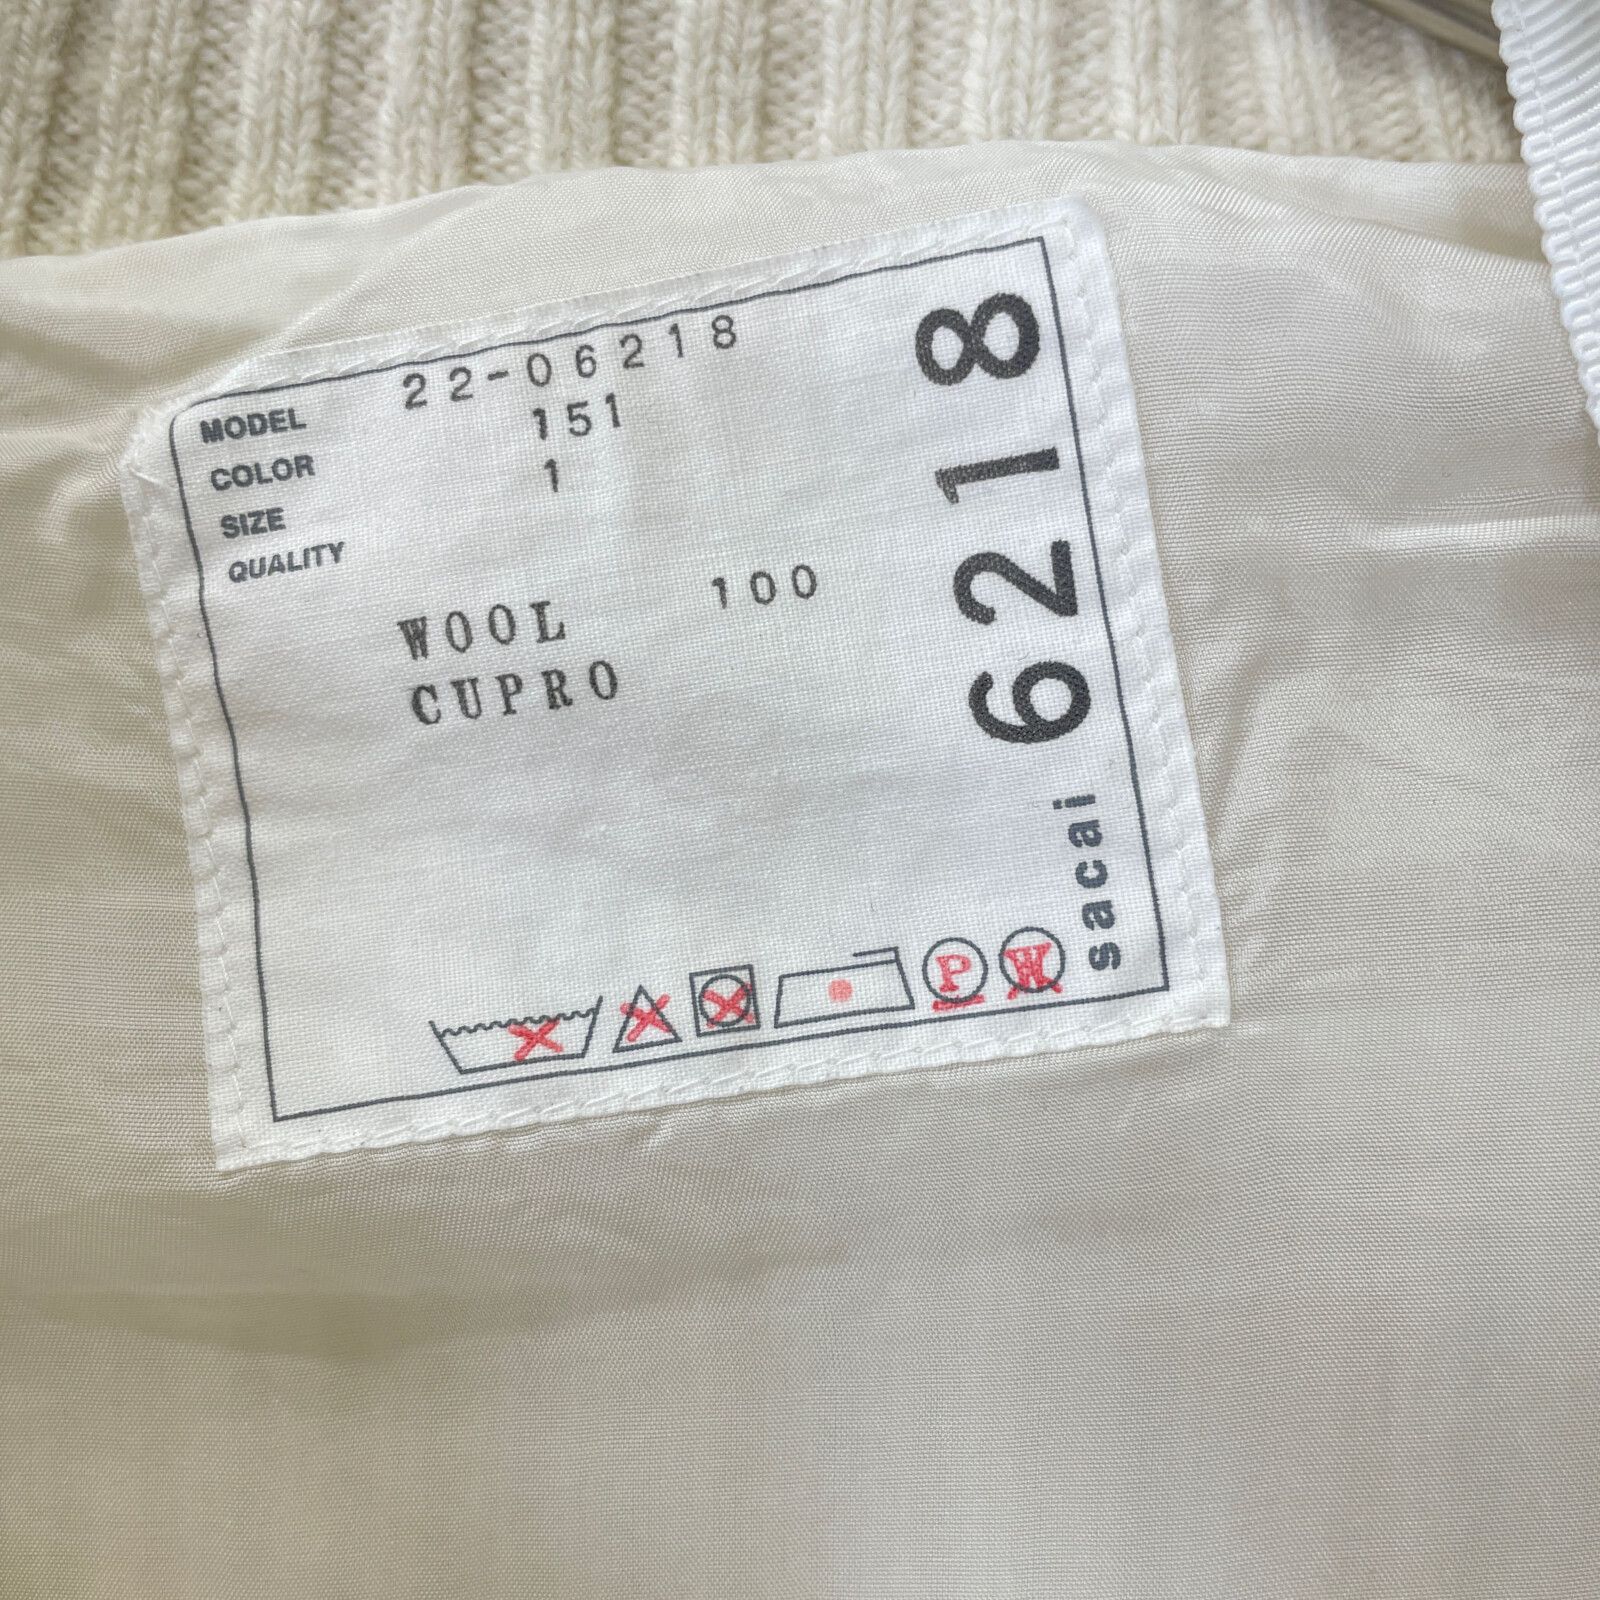 MODEL 22-06218
COLOR 151
SIZE 1
QUALITY
WOOL 100
CUPRO
P
W
sacai 6218